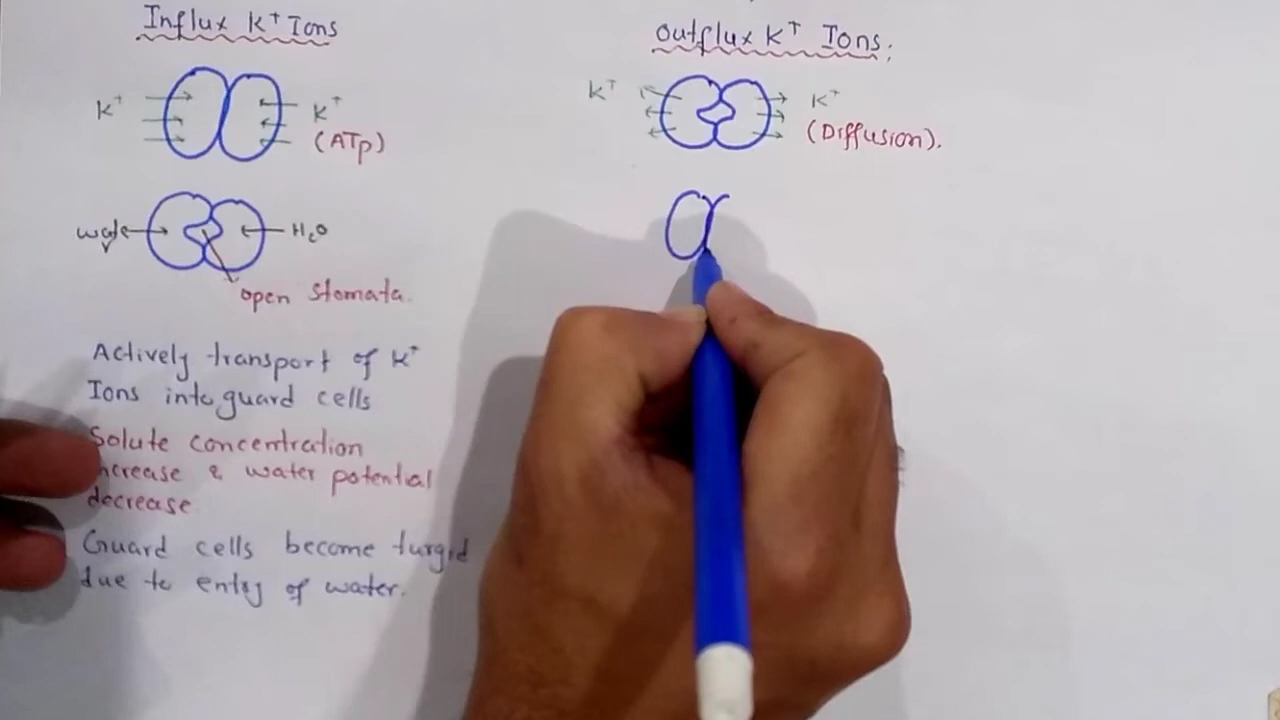 Influx K+ Ions
K+
K+
(ATp)
wate
H2O
open stomata.
Actively transport of K+
Ions into guard cells
Solute concentration
increase & water potential
decrease
Guard cells become turgid
due to entry of water.
outflux K+ Ions.
K+
K+
(Diffusion).